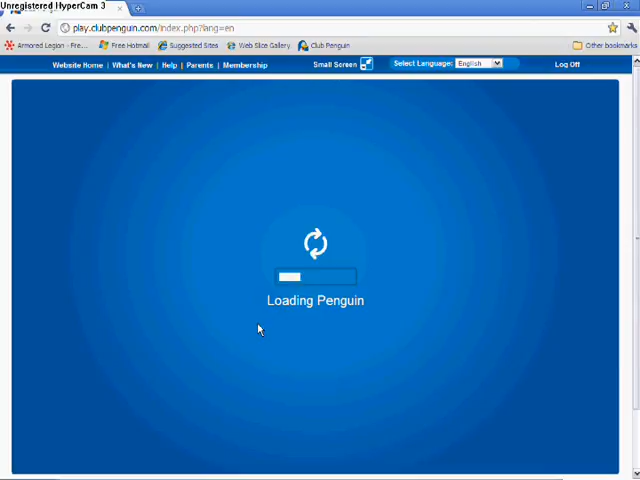 Unregistered HyperCam 3
play.clubpenguin.com/index.php?lang=en
Armored Legion - Fre... Free Hotmail Suggested Sites Web Slice Gallery Club Penguin Other bookmarks
Website Home | What's New | Help | Parents | Membership Small Screen Select Language: English Log Off
Loading Penguin